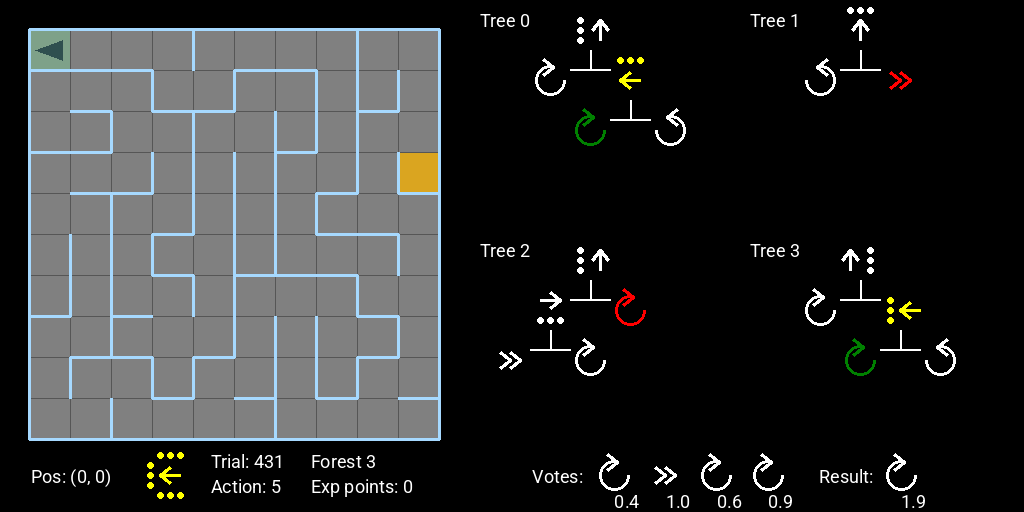 Tree 0
Tree 1
Tree 2
Tree 3
Pos: (0, 0)
Trial: 431
Forest 3
Action: 5
Exp points: 0
Votes:
0.4
1.0
0.6
0.9
Result:
1.9